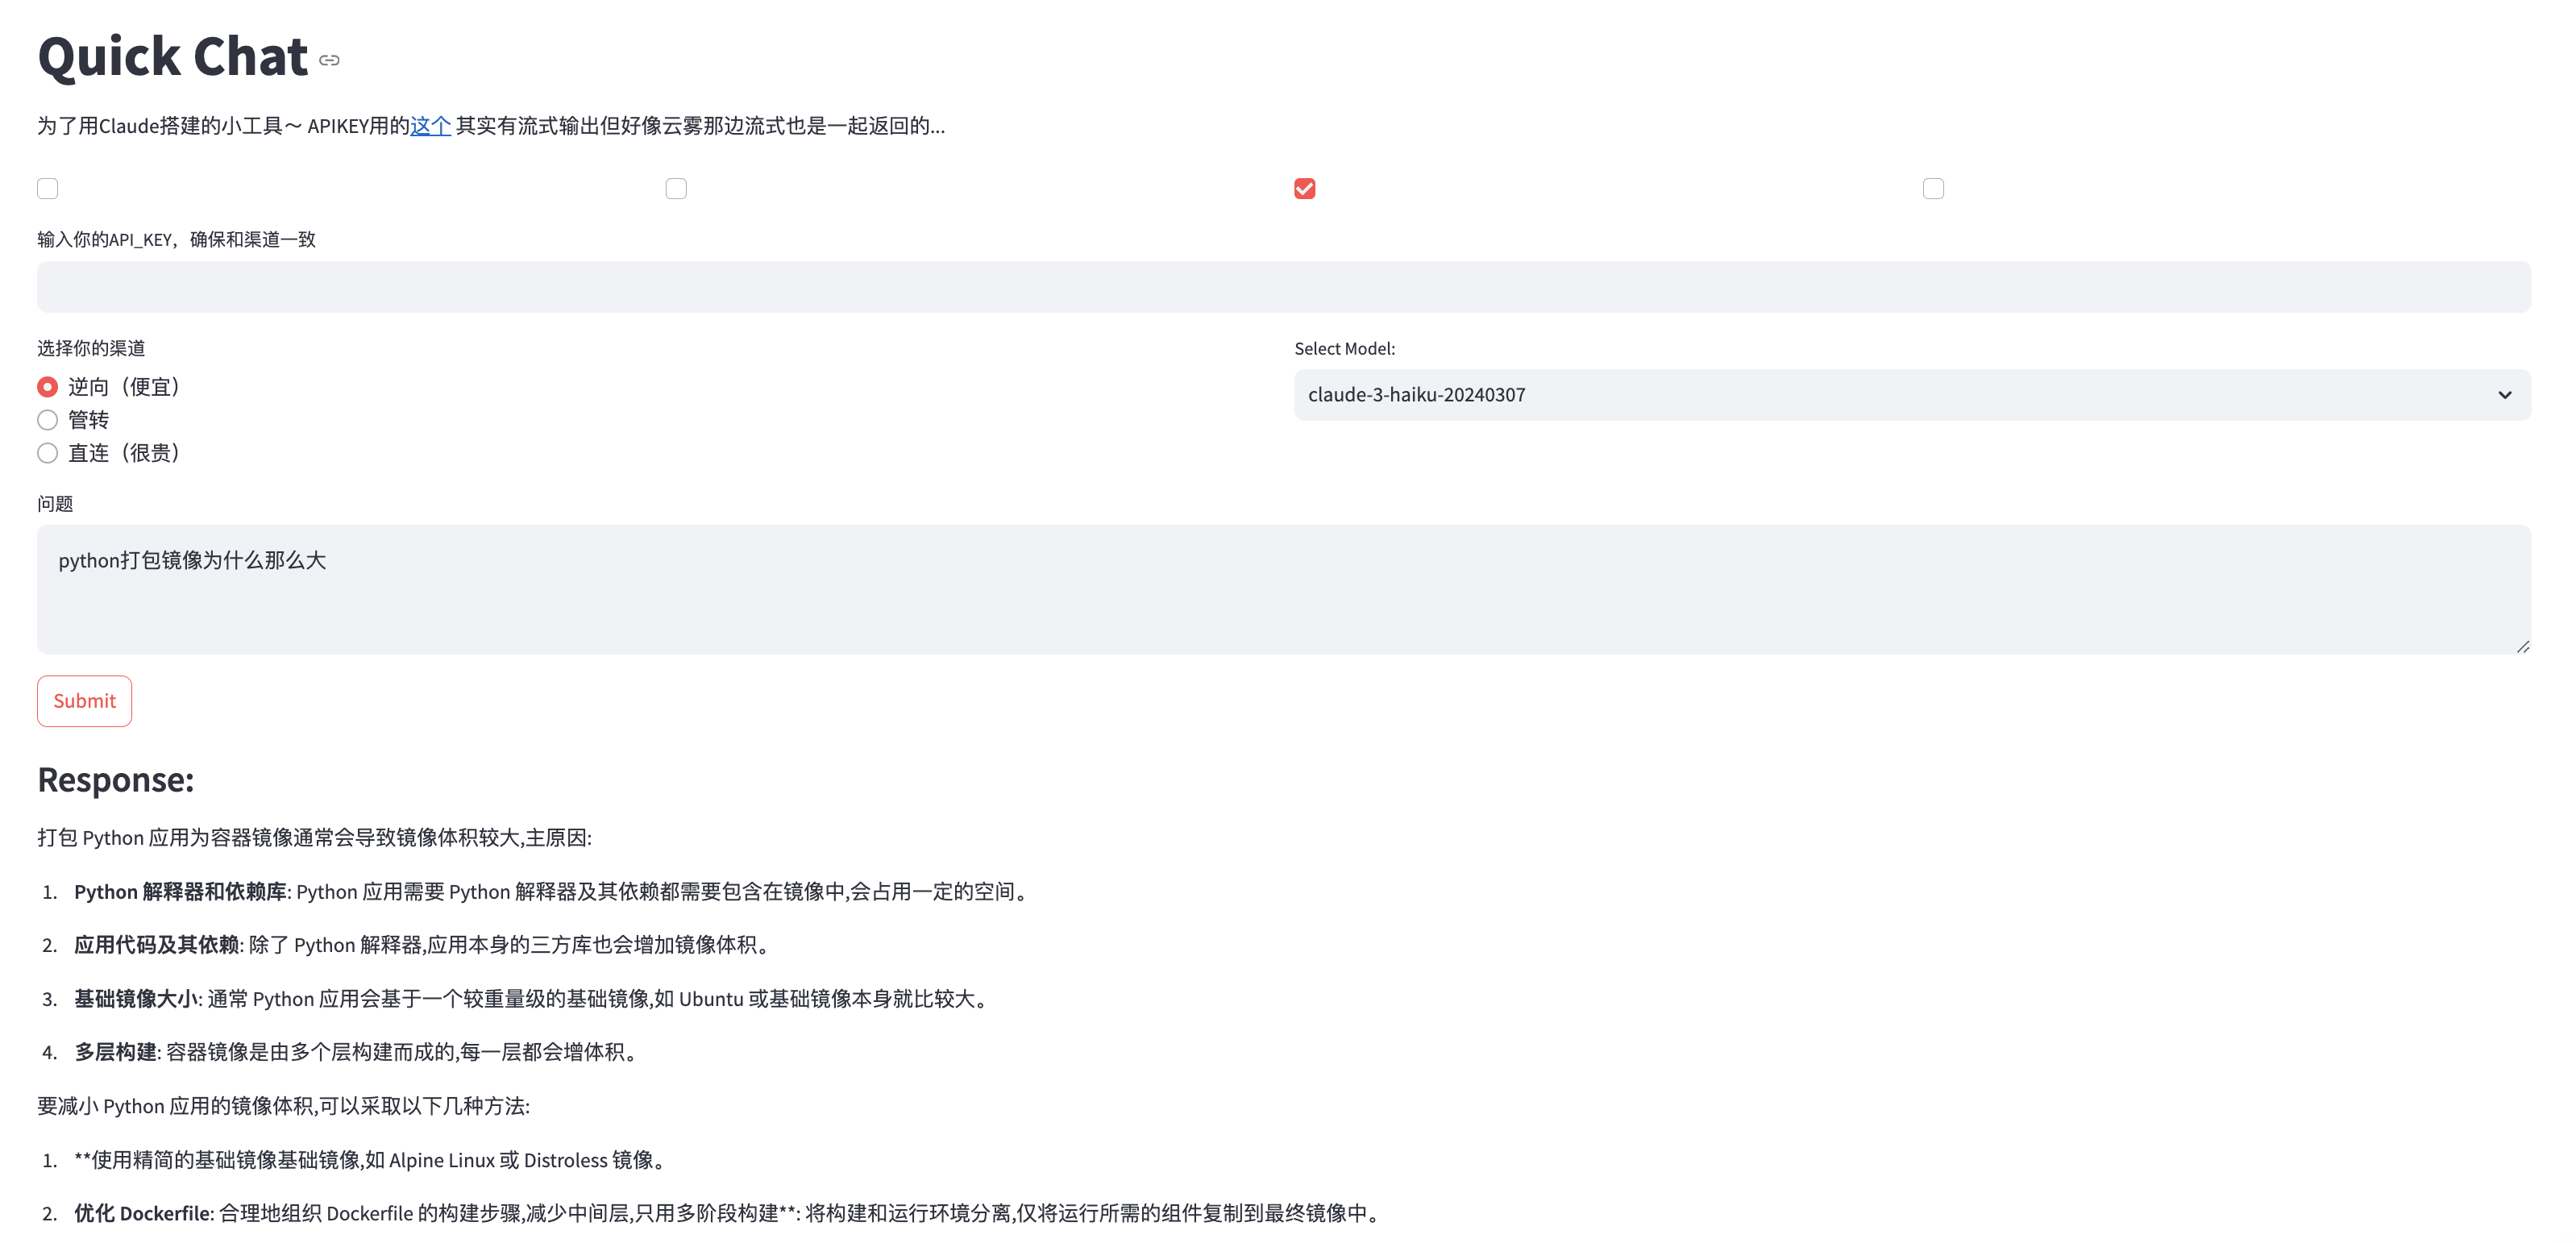 Quick Chat
为了用Claude搭建的小工具～ APIKEY用的这个 其实有流式输出但好像云雾那边流式也是一起返回的...
输入你的API_KEY，确保和渠道一致
选择你的渠道
Select Model:
逆向（便宜）
claude-3-haiku-20240307
管转
直连（很贵）
问题
python打包镜像为什么那么大
Submit
Response:
打包 Python 应用为容器镜像通常会导致镜像体积较大,主原因:
1. Python 解释器和依赖库: Python 应用需要 Python 解释器及其依赖都需要包含在镜像中,会占用一定的空间。
2. 应用代码及其依赖: 除了 Python 解释器,应用本身的三方库也会增加镜像体积。
3. 基础镜像大小: 通常 Python 应用会基于一个较重量级的基础镜像,如 Ubuntu 或基础镜像本身就比较大。
4. 多层构建: 容器镜像是由多个层构建而成的,每一层都会增体积。
要减小 Python 应用的镜像体积,可以采取以下几种方法:
1. **使用精简的基础镜像基础镜像,如 Alpine Linux 或 Distroless 镜像。
2. 优化 Dockerfile: 合理地组织 Dockerfile 的构建步骤,减少中间层,只用多阶段构建**: 将构建和运行环境分离,仅将运行所需的组件复制到最终镜像中。